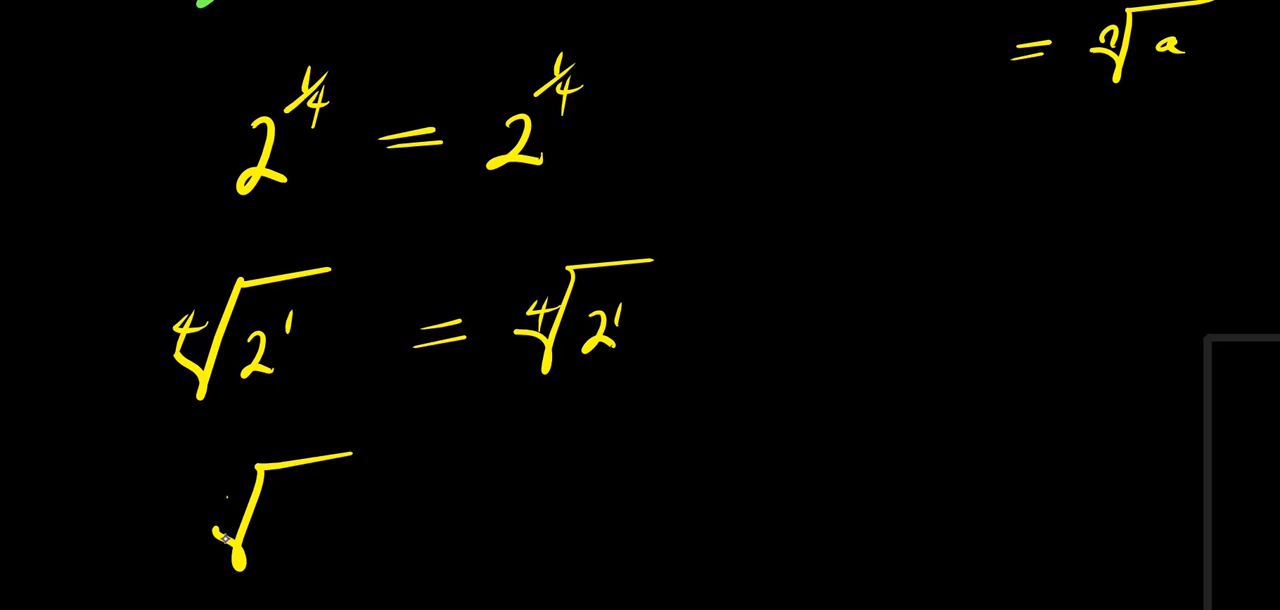 = ⁿ√a
2^{1/4} = 2^{1/4}
⁴√2¹ = ⁴√2¹
√